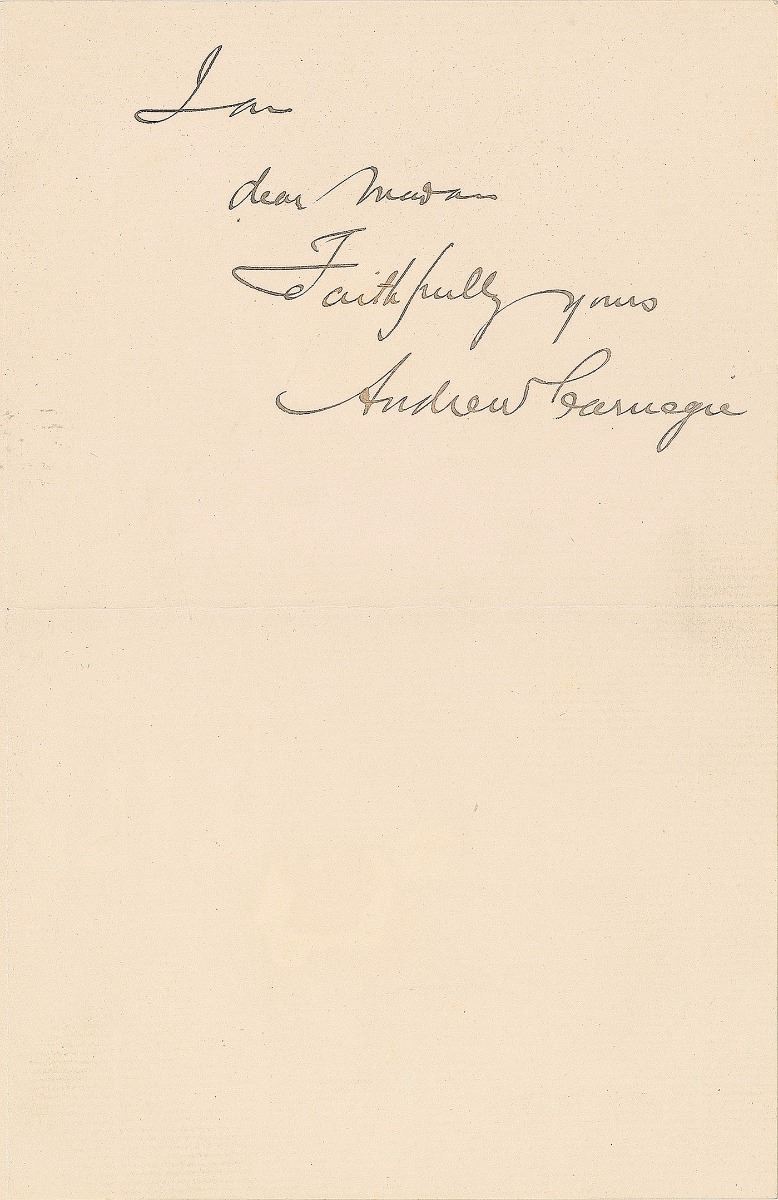 I am
dear Madam
Faithfully yours
Andrew Carnegie